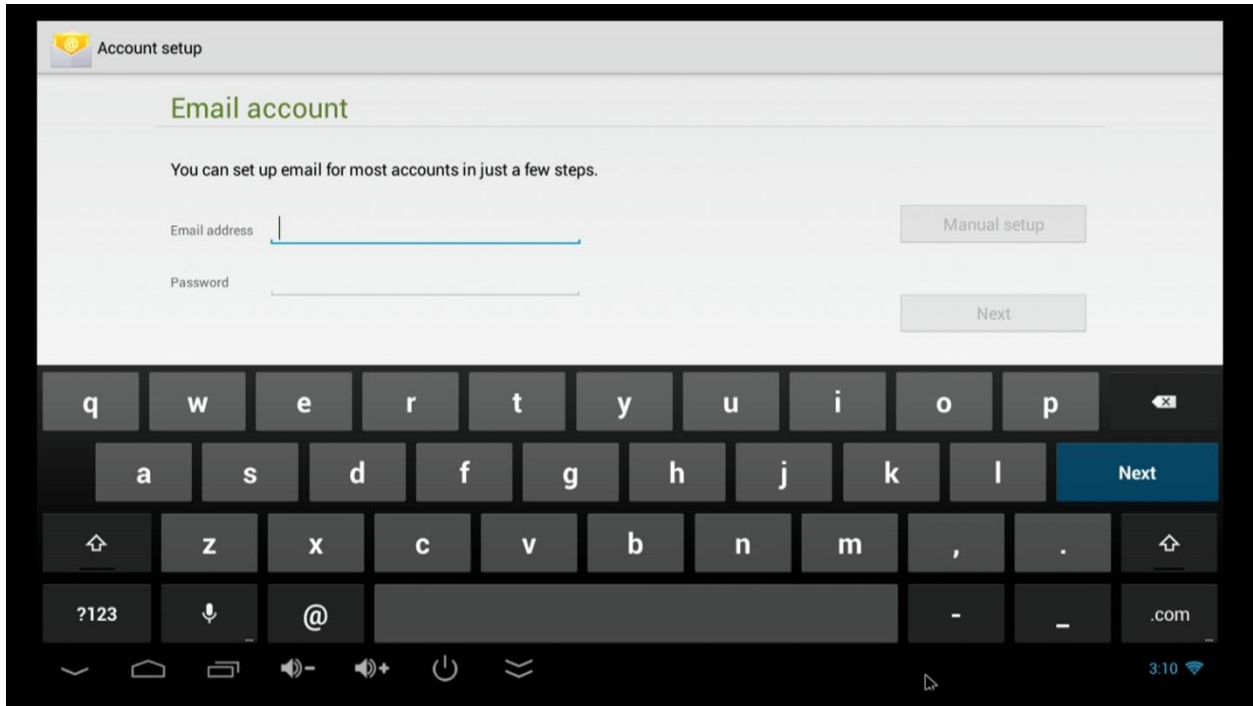 Account setup
Email account
You can set up email for most accounts in just a few steps.
Email address
Manual setup
Password
Next
q w e r t y u i o p
a s d f g h j k l Next
z x c v b n m , .
?123 @ - _ .com
3:10